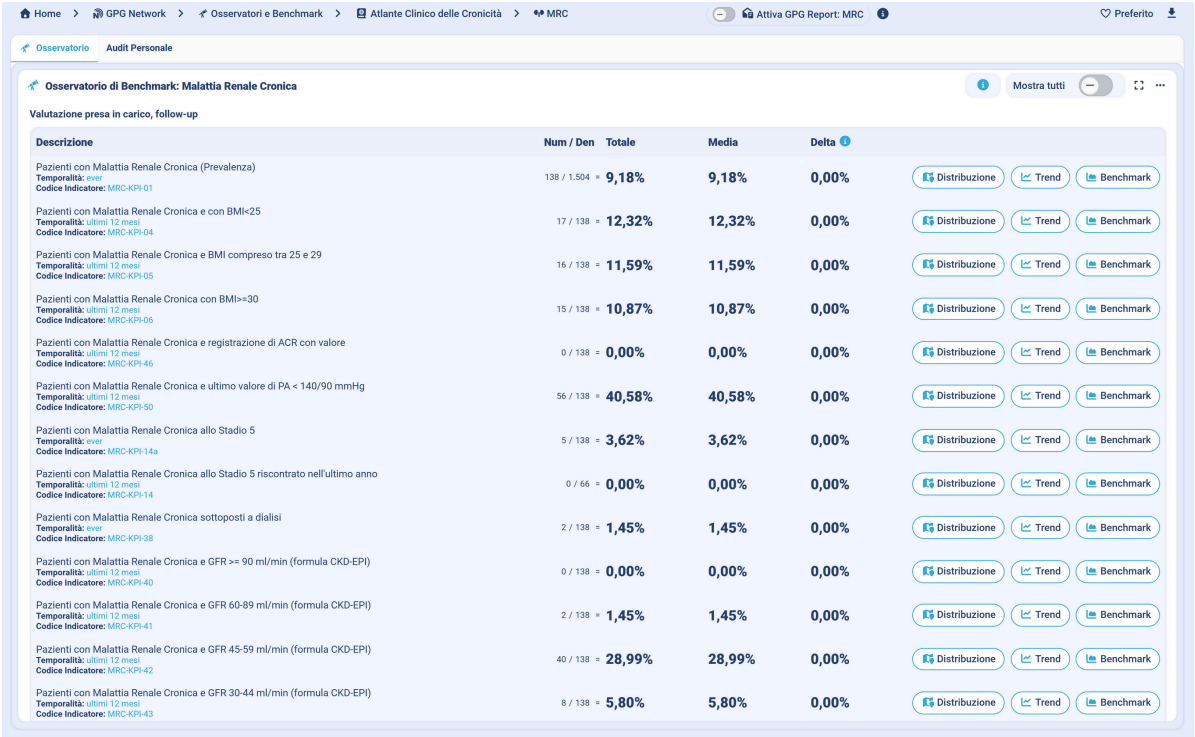 Home > GPG Network > Osservatori e Benchmark > Atlante Clinico delle Cronicità > MRC Attiva GPG Report: MRC Preferito
Osservatorio Audit Personale
Osservatorio di Benchmark: Malattia Renale Cronica Mostra tutti
Valutazione presa in carico, follow-up
Descrizione Num / Den Totale Media Delta
Pazienti con Malattia Renale Cronica (Prevalenza)
Temporalità: ever
Codice Indicatore: MRC-KPI-01
138 / 1.504 = 9,18% 9,18% 0,00% Distribuzione Trend Benchmark
Pazienti con Malattia Renale Cronica e con BMI<25
Temporalità: ultimi 12 mesi
Codice Indicatore: MRC-KPI-04
17 / 138 = 12,32% 12,32% 0,00% Distribuzione Trend Benchmark
Pazienti con Malattia Renale Cronica e BMI compreso tra 25 e 29
Temporalità: ultimi 12 mesi
Codice Indicatore: MRC-KPI-05
16 / 138 = 11,59% 11,59% 0,00% Distribuzione Trend Benchmark
Pazienti con Malattia Renale Cronica con BMI>=30
Temporalità: ultimi 12 mesi
Codice Indicatore: MRC-KPI-06
15 / 138 = 10,87% 10,87% 0,00% Distribuzione Trend Benchmark
Pazienti con Malattia Renale Cronica e registrazione di ACR con valore
Temporalità: ultimi 12 mesi
Codice Indicatore: MRC-KPI-46
0 / 138 = 0,00% 0,00% 0,00% Distribuzione Trend Benchmark
Pazienti con Malattia Renale Cronica e ultimo valore di PA < 140/90 mmHg
Temporalità: ultimi 12 mesi
Codice Indicatore: MRC-KPI-50
56 / 138 = 40,58% 40,58% 0,00% Distribuzione Trend Benchmark
Pazienti con Malattia Renale Cronica allo Stadio 5
Temporalità: ever
Codice Indicatore: MRC-KPI-14a
5 / 138 = 3,62% 3,62% 0,00% Distribuzione Trend Benchmark
Pazienti con Malattia Renale Cronica allo Stadio 5 riscontrato nell'ultimo anno
Temporalità: ultimi 12 mesi
Codice Indicatore: MRC-KPI-14
0 / 66 = 0,00% 0,00% 0,00% Distribuzione Trend Benchmark
Pazienti con Malattia Renale Cronica sottoposti a dialisi
Temporalità: ever
Codice Indicatore: MRC-KPI-38
2 / 138 = 1,45% 1,45% 0,00% Distribuzione Trend Benchmark
Pazienti con Malattia Renale Cronica e GFR >= 90 ml/min (formula CKD-EPI)
Temporalità: ultimi 12 mesi
Codice Indicatore: MRC-KPI-40
0 / 138 = 0,00% 0,00% 0,00% Distribuzione Trend Benchmark
Pazienti con Malattia Renale Cronica e GFR 60-89 ml/min (formula CKD-EPI)
Temporalità: ultimi 12 mesi
Codice Indicatore: MRC-KPI-41
2 / 138 = 1,45% 1,45% 0,00% Distribuzione Trend Benchmark
Pazienti con Malattia Renale Cronica e GFR 45-59 ml/min (formula CKD-EPI)
Temporalità: ultimi 12 mesi
Codice Indicatore: MRC-KPI-42
40 / 138 = 28,99% 28,99% 0,00% Distribuzione Trend Benchmark
Pazienti con Malattia Renale Cronica e GFR 30-44 ml/min (formula CKD-EPI)
Temporalità: ultimi 12 mesi
Codice Indicatore: MRC-KPI-43
8 / 138 = 5,80% 5,80% 0,00% Distribuzione Trend Benchmark